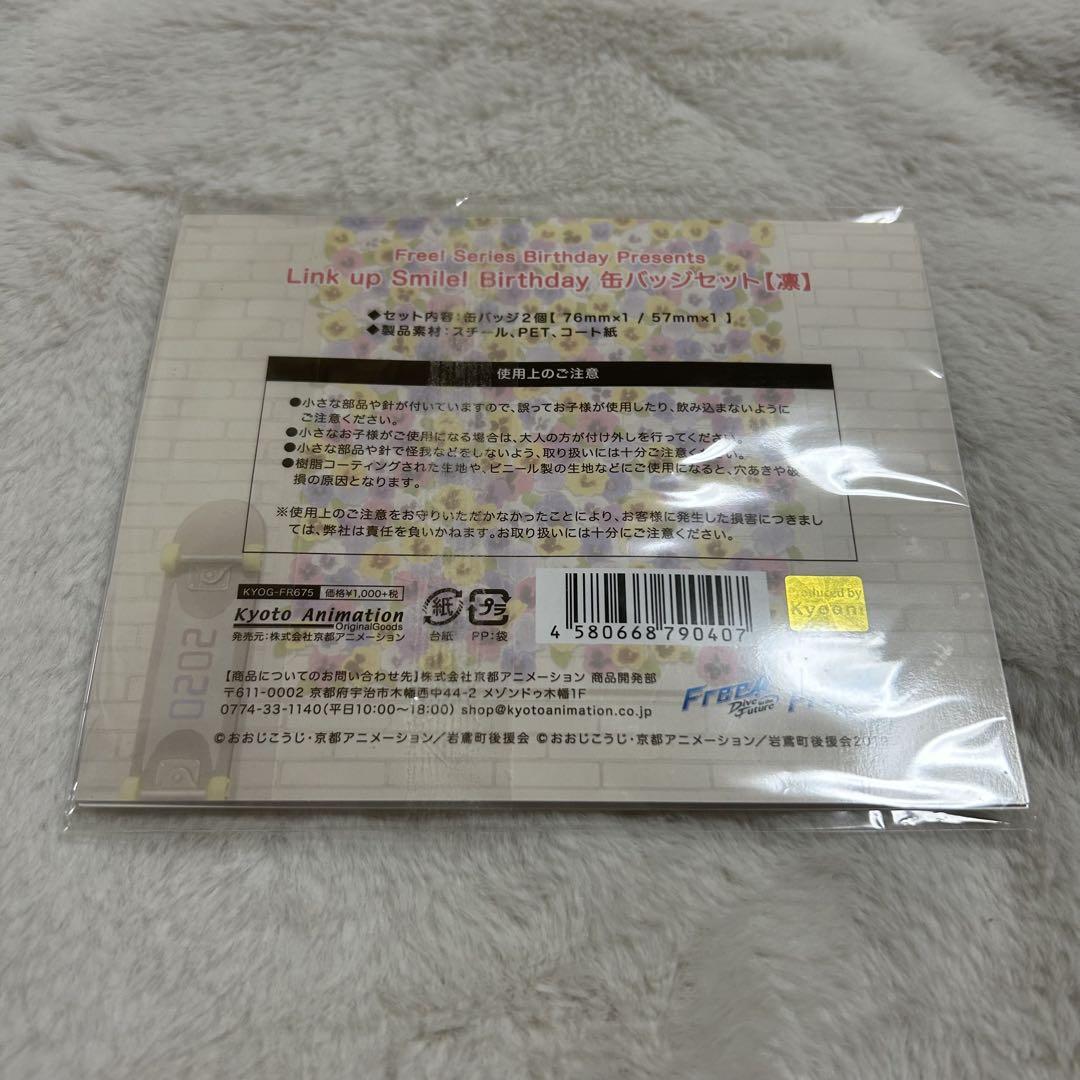 Free! Series Birthday Presents
Link up Smile! Birthday 缶バッジセット【凛】
◆セット内容:缶バッジ2個【 76mm×1 / 57mm×1 】
◆製品素材:スチール、PET、コート紙
使用上のご注意
●小さな部品や針が付いていますので、誤ってお子様が使用したり、飲み込まないように
ご注意ください。
●小さなお子様がご使用になる場合は、大人の方が付け外しを行ってください。
●小さな部品や針で怪我などをしないよう、取り扱いには十分ご注意ください。
●樹脂コーティングされた生地や、ビニール製の生地などにご使用になると、穴あきや破
損の原因となります。
※使用上のご注意をお守りいただかなかったことにより、お客様に発生した損害につきまし
ては、弊社は責任を負いかねます。お取り扱いには十分にご注意ください。
KYOG-FR675 価格¥1,000+税
Kyoto Animation
OriginalGoods
発売元:株式会社京都アニメーション
紙
台紙
プラ
PP:袋
4 580668 790407
Produced by
KyoAni
2020
【商品についてのお問い合わせ先】株式会社京都アニメーション 商品開発部
〒611-0002 京都府宇治市木幡西中44-2 メゾンドゥ木幡1F
0774-33-1140(平日10:00〜18:00) shop@kyotoanimation.co.jp
Free!
Dive to the
Future
©おおじこうじ・京都アニメーション/岩鳶町後援会 ©おおじこうじ・京都アニメーション/岩鳶町後援会